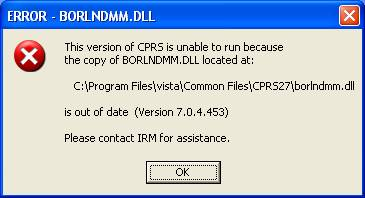 ERROR - BORLNDMM.DLL
This version of CPRS is unable to run because
the copy of BORLNDMM.DLL located at:
C:\Program Files\vista\Common Files\CPRS27\borlndmm.dll
is out of date (Version 7.0.4.453)
Please contact IRM for assistance.
OK